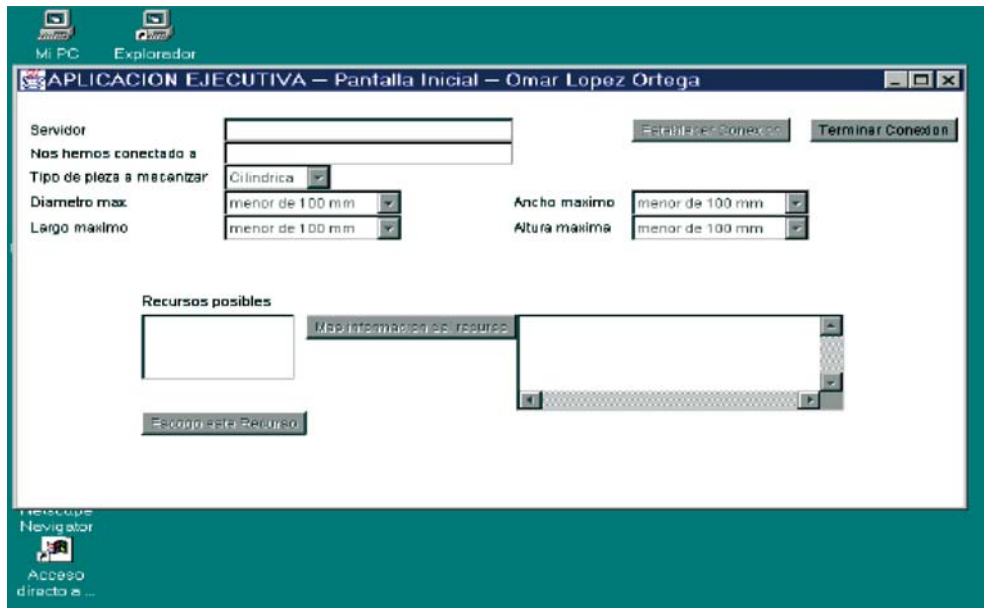 Mi PC Explorador
APLICACION EJECUTIVA — Pantalla Inicial — Omar Lopez Ortega
Servidor Establecer Conexion Terminar Conexion
Nos hemos conectado a
Tipo de pieza a mecanizar Cilindrica
Diametro max. menor de 100 mm Ancho maximo menor de 100 mm
Largo maximo menor de 100 mm Altura maxima menor de 100 mm
Recursos posibles
Mas informacion del recurso
Escogo este Recurso
Netscape
Navigator
Acceso
directo a ...